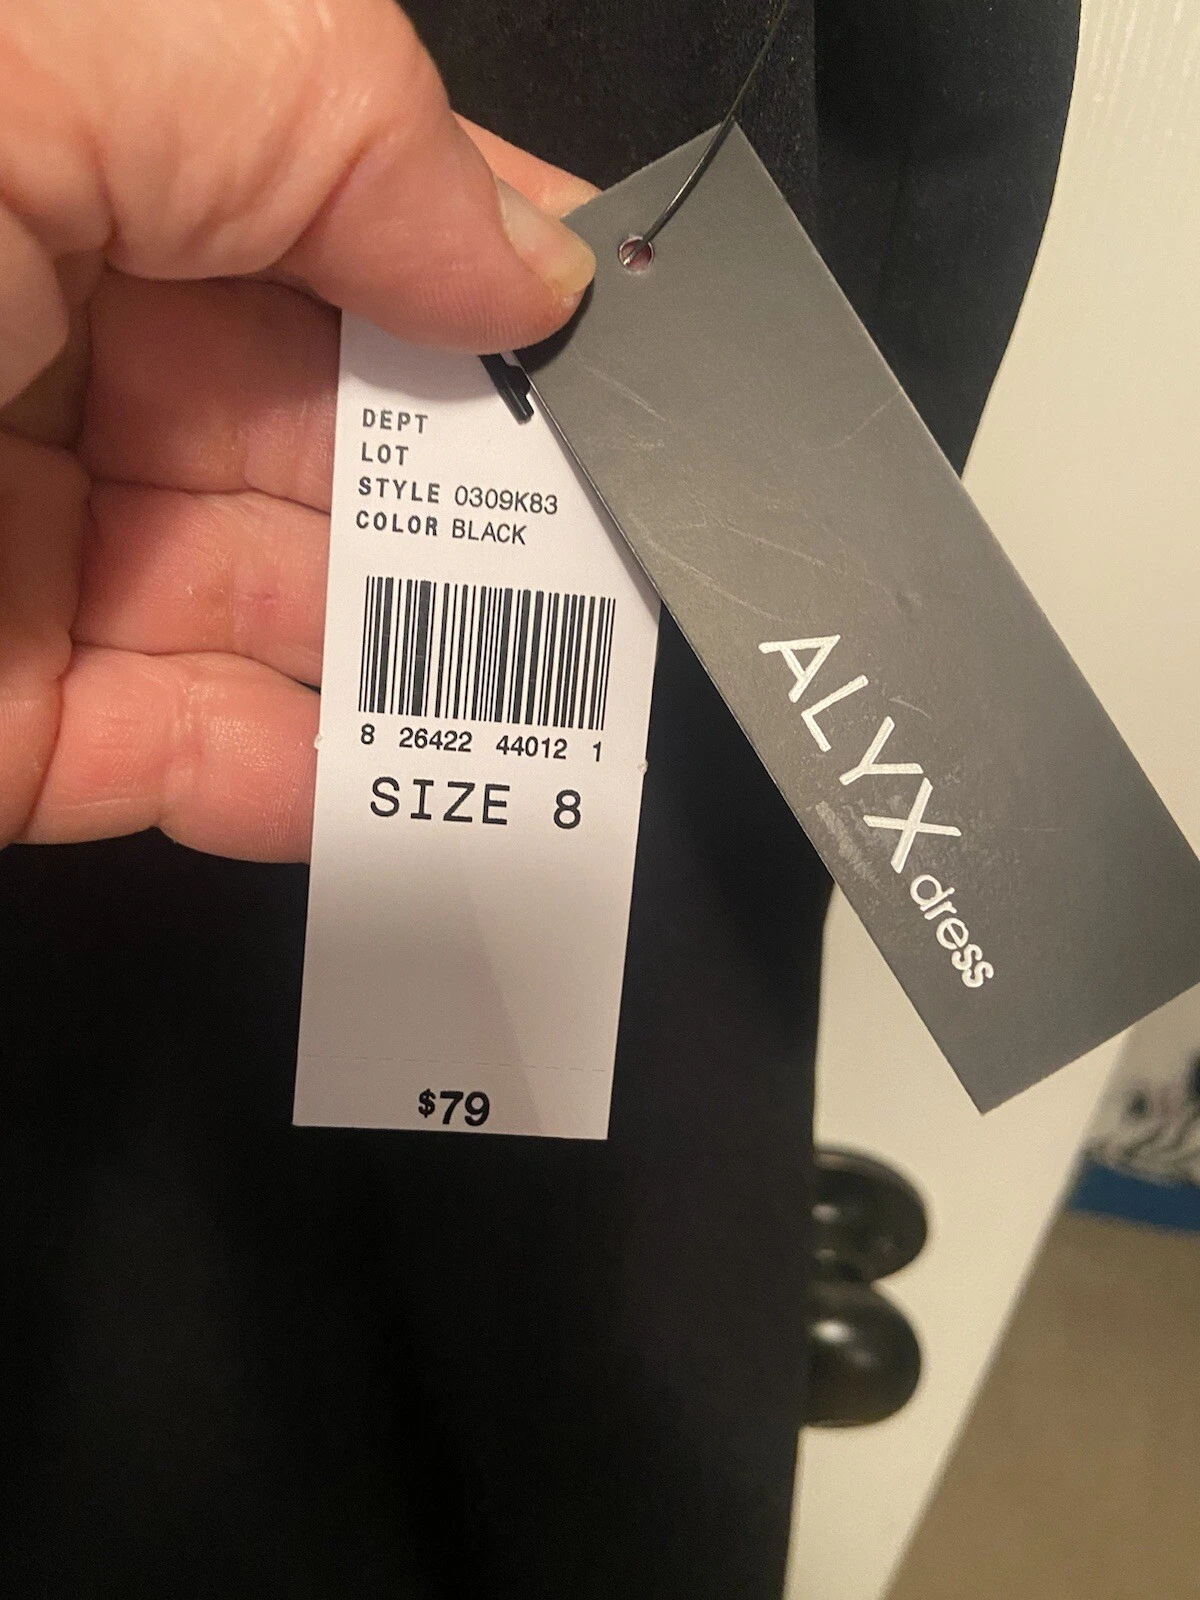 DEPT
LOT
STYLE 0309K83
COLOR BLACK
8 26422 44012 1
SIZE 8
$79
ALYX dress